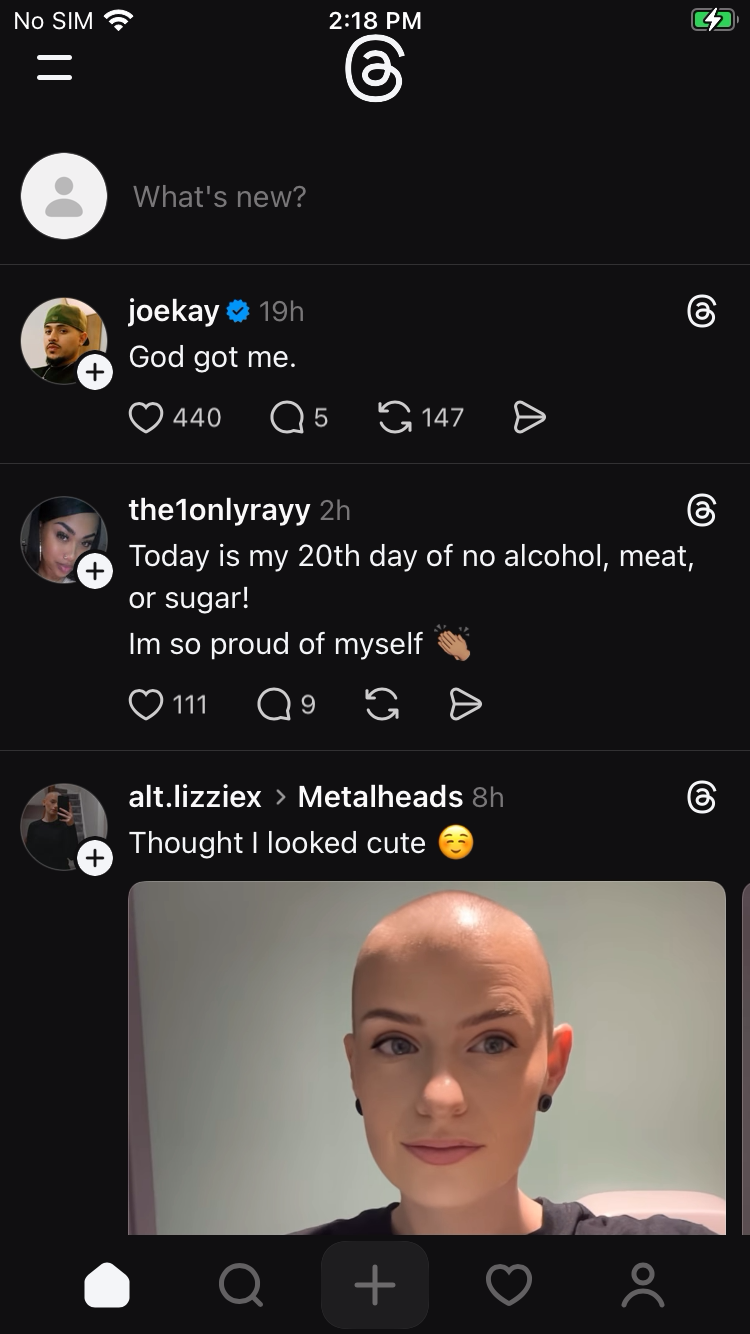 No SIM 2:18 PM
What's new?
joekay 19h
God got me.
440 5 147
the1onlyrayy 2h
Today is my 20th day of no alcohol, meat,
or sugar!
Im so proud of myself 👏🏽
111 9
alt.lizziex > Metalheads 8h
Thought I looked cute ☺️